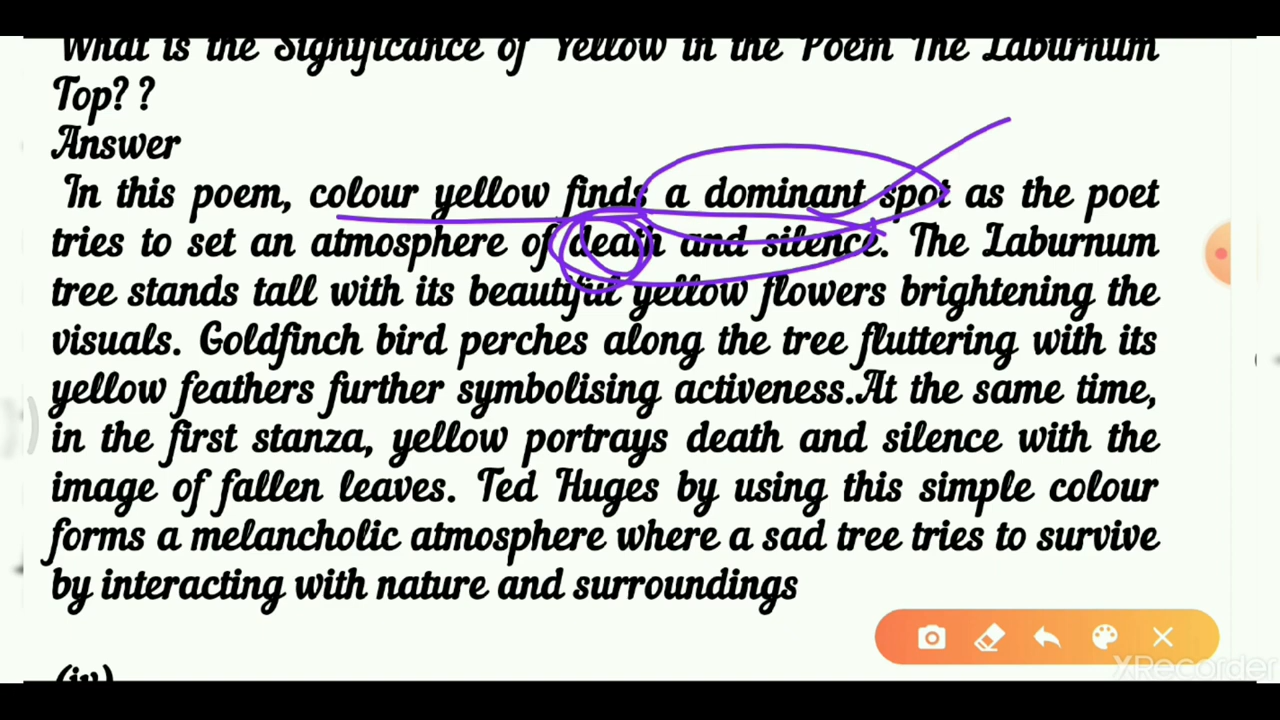 What is the Significance of Yellow in the Poem The Laburnum
Top? ?
Answer
In this poem, colour yellow finds a dominant spot as the poet
tries to set an atmosphere of death and silence. The Laburnum
tree stands tall with its beautiful yellow flowers brightening the
visuals. Goldfinch bird perches along the tree fluttering with its
yellow feathers further symbolising activeness.At the same time,
in the first stanza, yellow portrays death and silence with the
image of fallen leaves. Ted Huges by using this simple colour
forms a melancholic atmosphere where a sad tree tries to survive
by interacting with nature and surroundings
(iv)
XRecorder